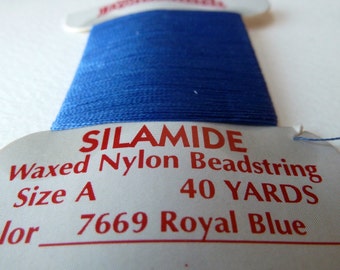 SILAMIDE
Waxed Nylon Beadstring
Size A 40 YARDS
lor 7669 Royal Blue